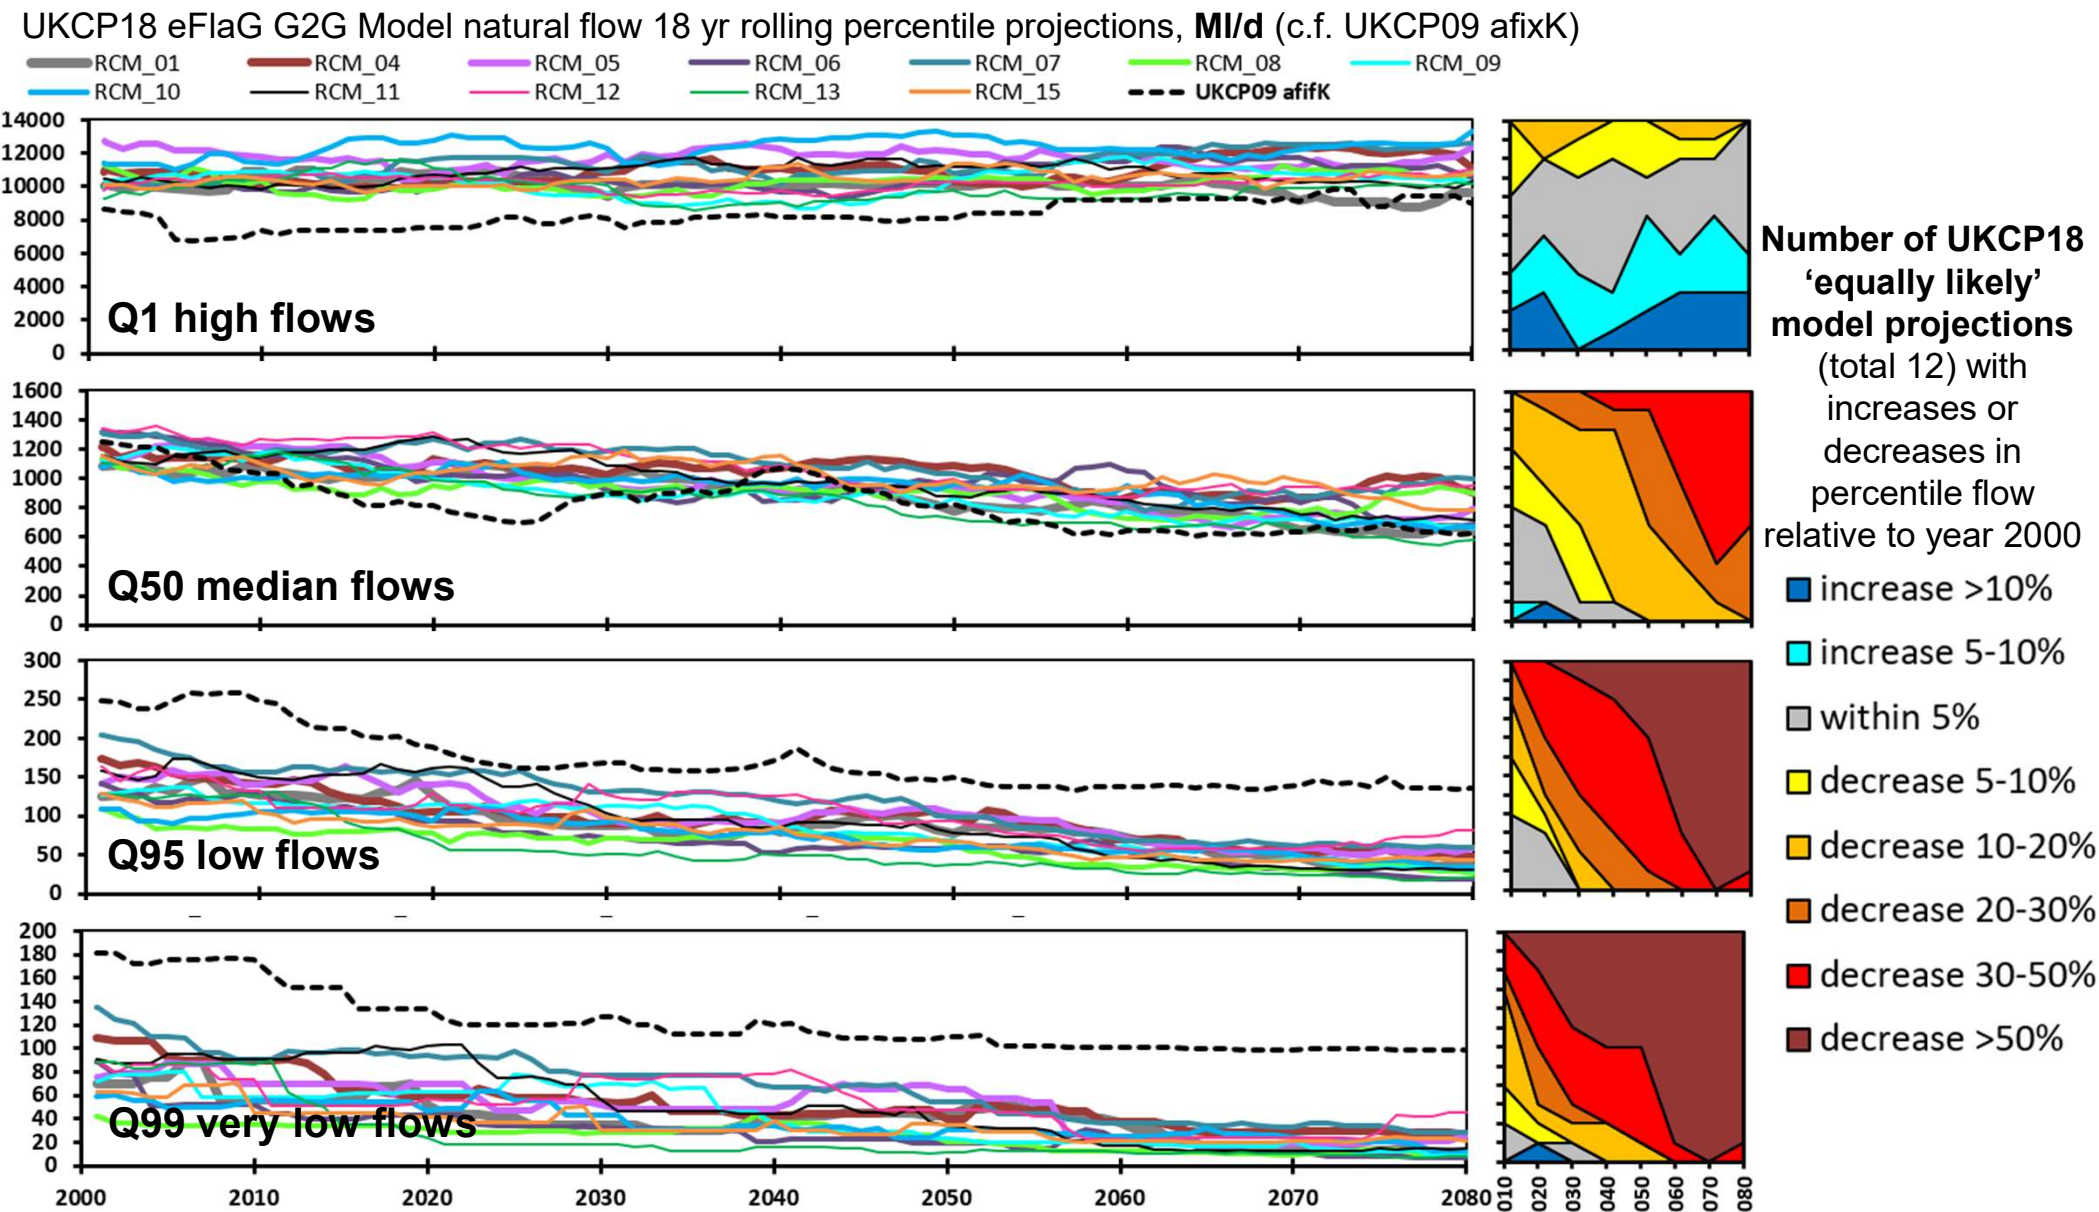 UKCP18 eFlaG G2G Model natural flow 18 yr rolling percentile projections, Ml/d (c.f. UKCP09 afixK)
RCM_01 RCM_04 RCM_05 RCM_06 RCM_07 RCM_08 RCM_09
RCM_10 RCM_11 RCM_12 RCM_13 RCM_15 UKCP09 afifK
14000
12000
10000
8000
6000
4000
2000
0
Q1 high flows
1600
1400
1200
1000
800
600
400
200
0
Q50 median flows
300
250
200
150
100
50
0
Q95 low flows
200
180
160
140
120
100
80
60
40
20
0
Q99 very low flows
2000 2010 2020 2030 2040 2050 2060 2070 2080
010 020 030 040 050 060 070 080
Number of UKCP18
‘equally likely’
model projections
(total 12) with
increases or
decreases in
percentile flow
relative to year 2000
increase >10%
increase 5-10%
within 5%
decrease 5-10%
decrease 10-20%
decrease 20-30%
decrease 30-50%
decrease >50%